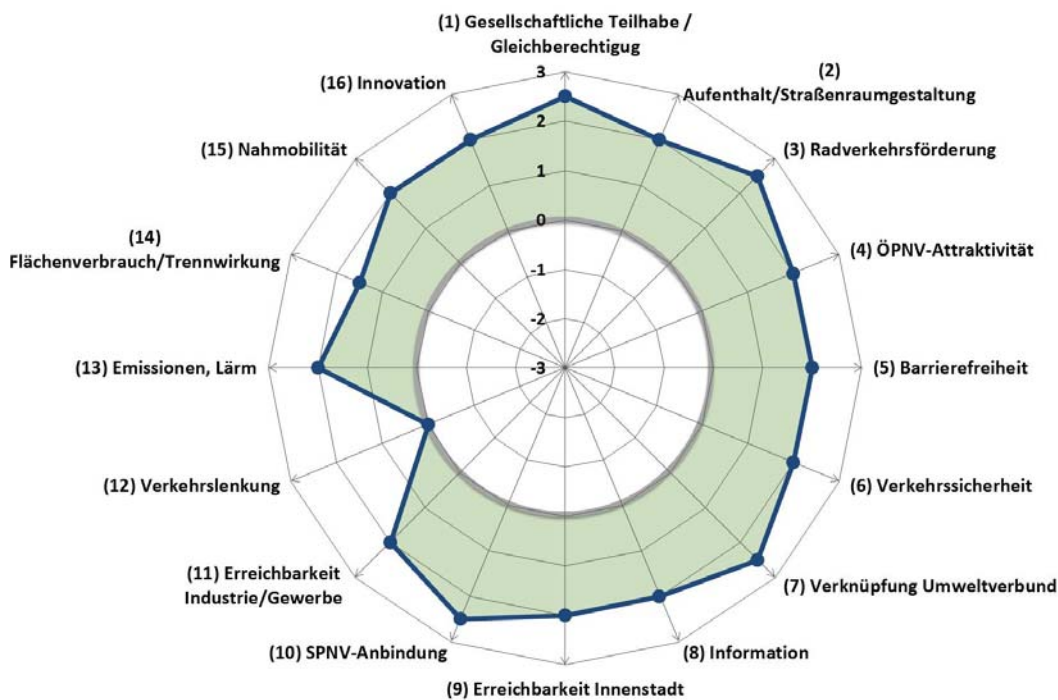 (1) Gesellschaftliche Teilhabe /
Gleichberechtigug
(2)
Aufenthalt/Straßenraumgestaltung
(3) Radverkehrsförderung
(4) ÖPNV-Attraktivität
(5) Barrierefreiheit
(6) Verkehrssicherheit
(7) Verknüpfung Umweltverbund
(8) Information
(9) Erreichbarkeit Innenstadt
(10) SPNV-Anbindung
(11) Erreichbarkeit
Industrie/Gewerbe
(12) Verkehrslenkung
(13) Emissionen, Lärm
(14)
Flächenverbrauch/Trennwirkung
(15) Nahmobilität
(16) Innovation
3
2
1
0
-1
-2
-3